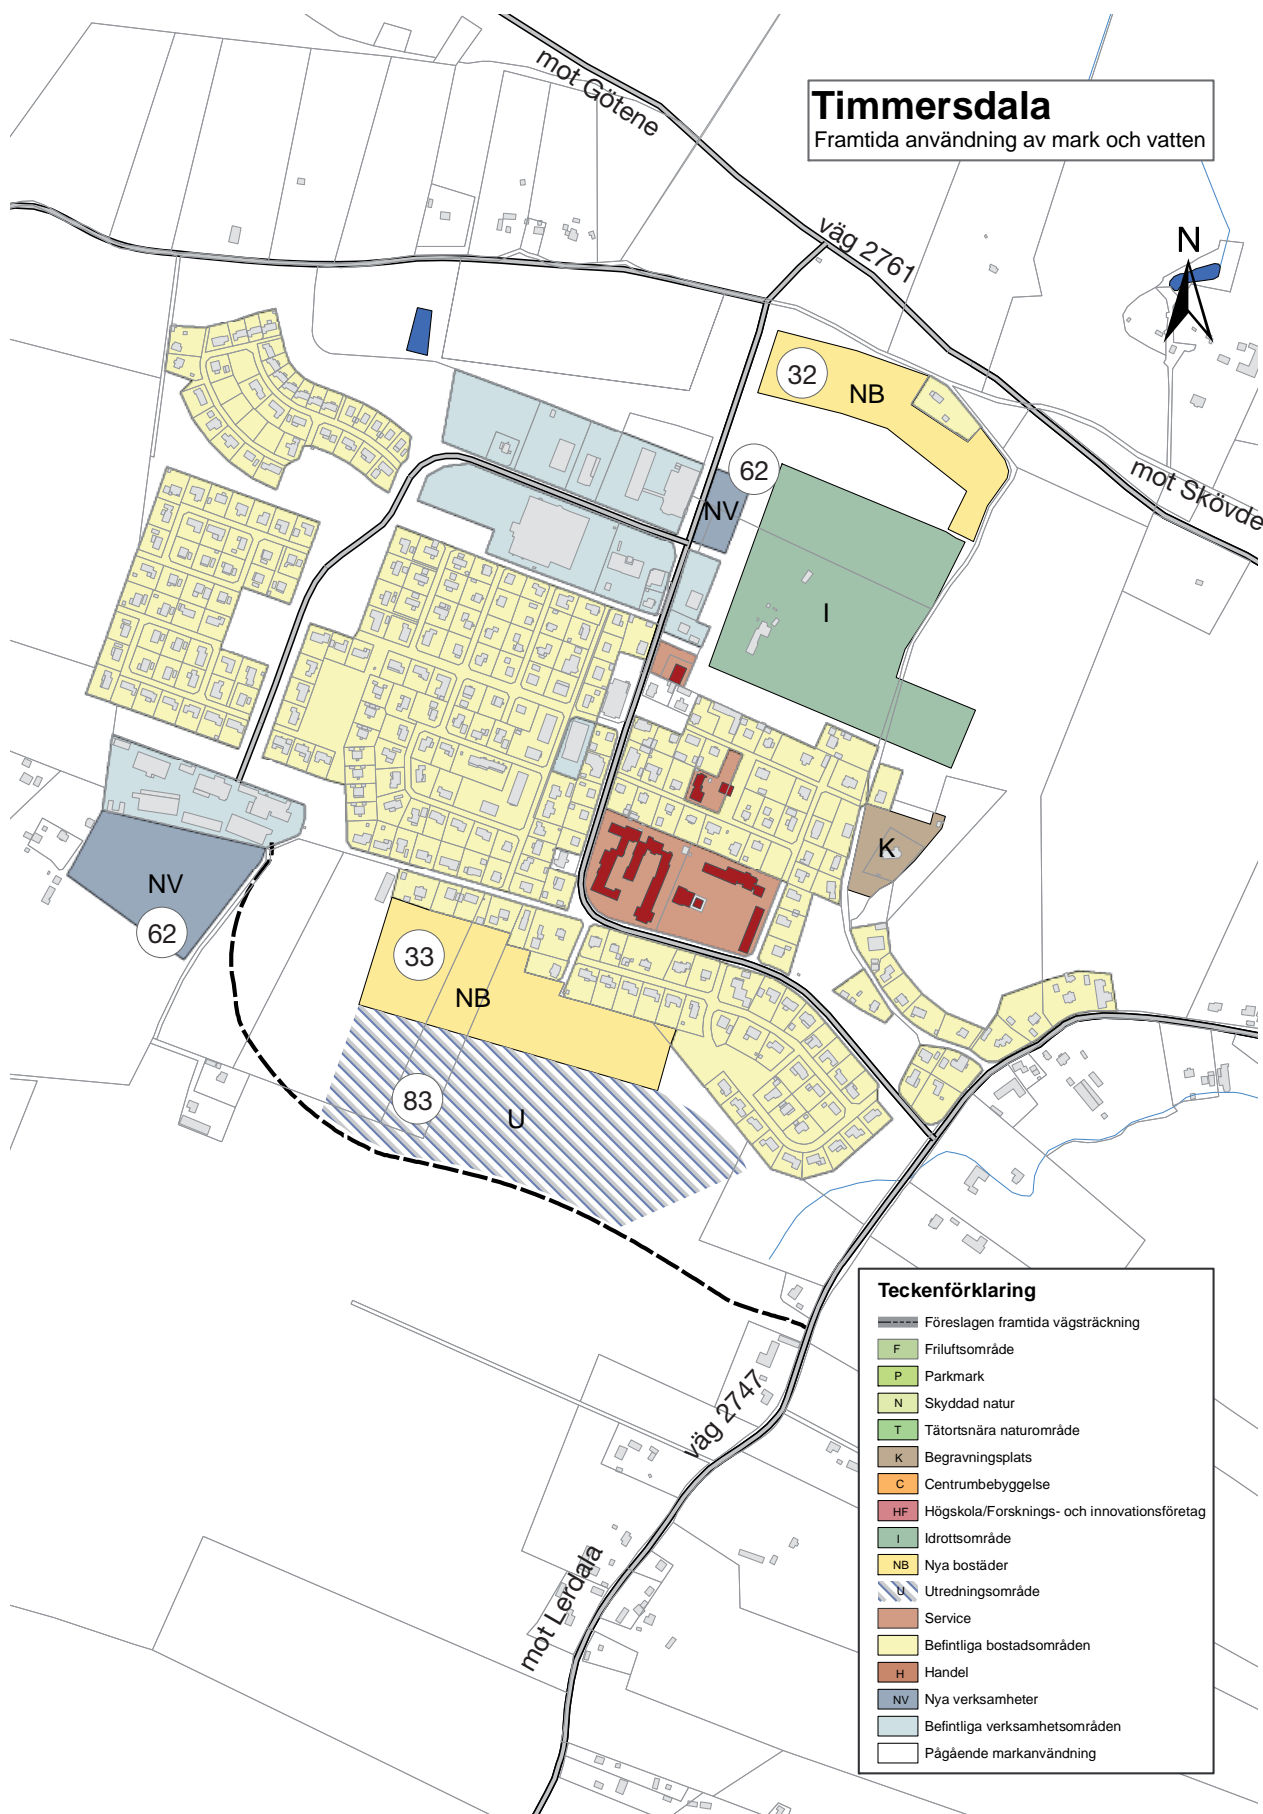 mot Götene
Timmersdala
Framtida användning av mark och vatten
väg 2761
N
32
NB
62
NV
mot Skövde
I
K
NV
62
33
NB
83
U
väg 2747
mot Lerdala
Teckenförklaring
Föreslagen framtida vägsträckning
F Friluftsområde
P Parkmark
N Skyddad natur
T Tätortsnära naturområde
K Begravningsplats
C Centrumbebyggelse
HF Högskola/Forsknings- och innovationsföretag
I Idrottsområde
NB Nya bostäder
U Utredningsområde
Service
Befintliga bostadsområden
H Handel
NV Nya verksamheter
Befintliga verksamhetsområden
Pågående markanvändning